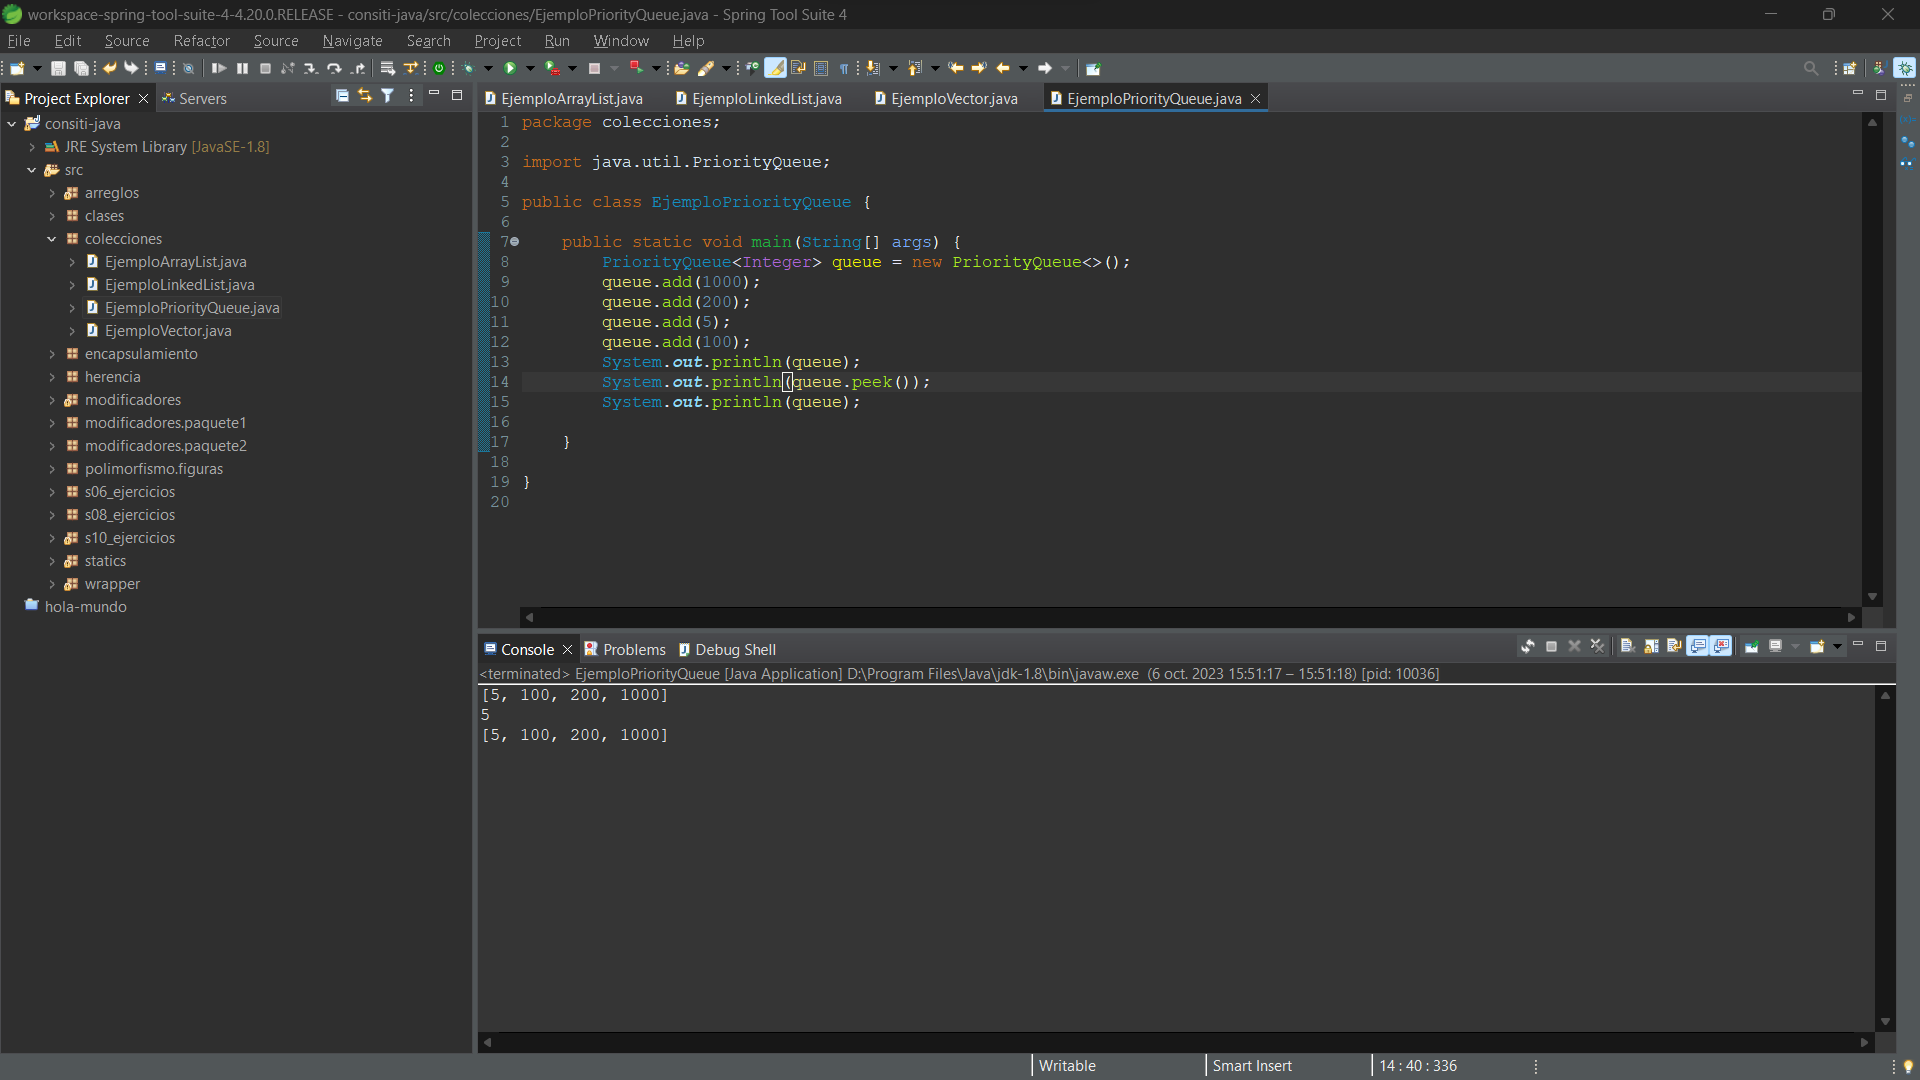 workspace-spring-tool-suite-4-4.20.0.RELEASE - consiti-java/src/colecciones/EjemploPriorityQueue.java - Spring Tool Suite 4
File Edit Source Refactor Source Navigate Search Project Run Window Help
Project Explorer Servers
consiti-java
JRE System Library [JavaSE-1.8]
src
arreglos
clases
colecciones
EjemploArrayList.java
EjemploLinkedList.java
EjemploPriorityQueue.java
EjemploVector.java
encapsulamiento
herencia
modificadores
modificadores.paquete1
modificadores.paquete2
polimorfismo.figuras
s06_ejercicios
s08_ejercicios
s10_ejercicios
statics
wrapper
hola-mundo
EjemploArrayList.java EjemploLinkedList.java EjemploVector.java EjemploPriorityQueue.java
1 package colecciones;
2
3 import java.util.PriorityQueue;
4
5 public class EjemploPriorityQueue {
6
7 public static void main(String[] args) {
8 PriorityQueue<Integer> queue = new PriorityQueue<>();
9 queue.add(1000);
10 queue.add(200);
11 queue.add(5);
12 queue.add(100);
13 System.out.println(queue);
14 System.out.println(queue.peek());
15 System.out.println(queue);
16
17 }
18
19 }
20
Console Problems Debug Shell
<terminated> EjemploPriorityQueue [Java Application] D:\Program Files\Java\jdk-1.8\bin\javaw.exe (6 oct. 2023 15:51:17 – 15:51:18) [pid: 10036]
[5, 100, 200, 1000]
5
[5, 100, 200, 1000]
Writable Smart Insert 14 : 40 : 336